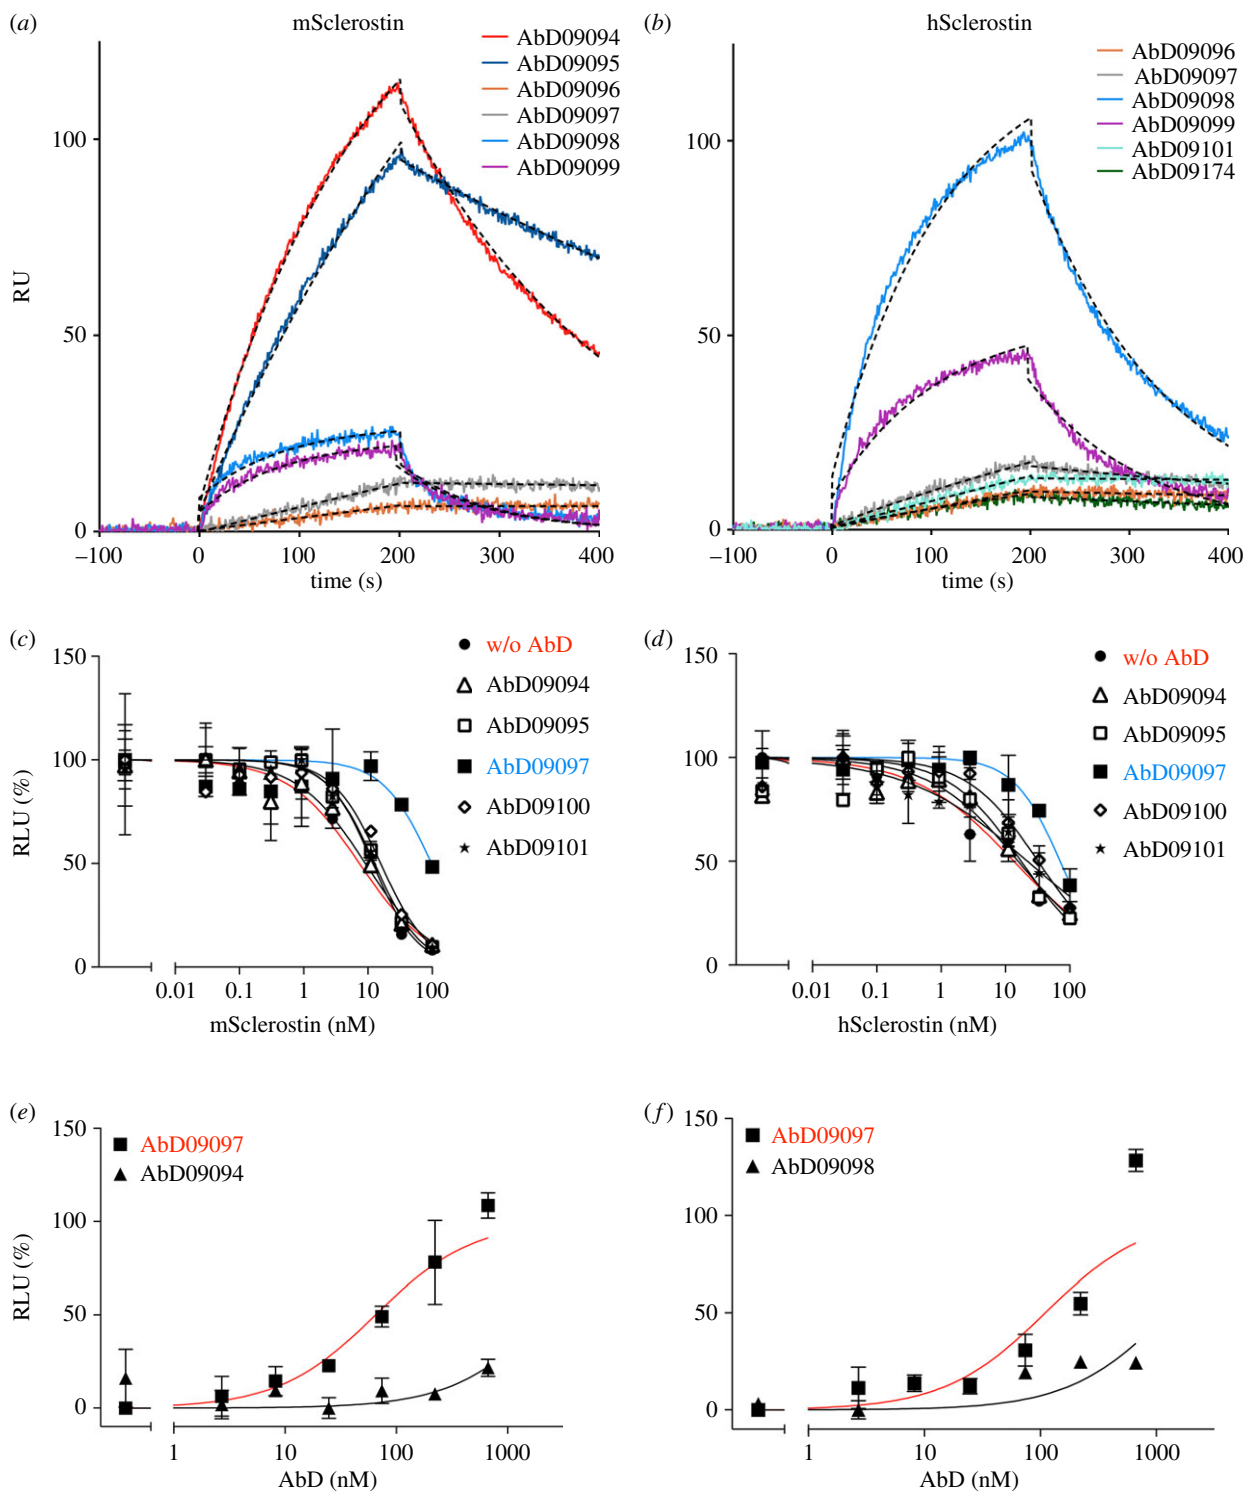 (a)
mSclerostin
AbD09094
AbD09095
AbD09096
AbD09097
AbD09098
AbD09099
RU
100
50
0
−100
0
100
200
300
400
time (s)
(b)
hSclerostin
AbD09096
AbD09097
AbD09098
AbD09099
AbD09101
AbD09174
100
50
0
−100
0
100
200
300
400
time (s)
(c)
w/o AbD
AbD09094
AbD09095
AbD09097
AbD09100
AbD09101
RLU (%)
150
100
50
0
0.01
0.1
1
10
100
mSclerostin (nM)
(d)
w/o AbD
AbD09094
AbD09095
AbD09097
AbD09100
AbD09101
150
100
50
0
0.01
0.1
1
10
100
hSclerostin (nM)
(e)
AbD09097
AbD09094
RLU (%)
150
100
50
0
1
10
100
1000
AbD (nM)
(f)
AbD09097
AbD09098
150
100
50
0
1
10
100
1000
AbD (nM)